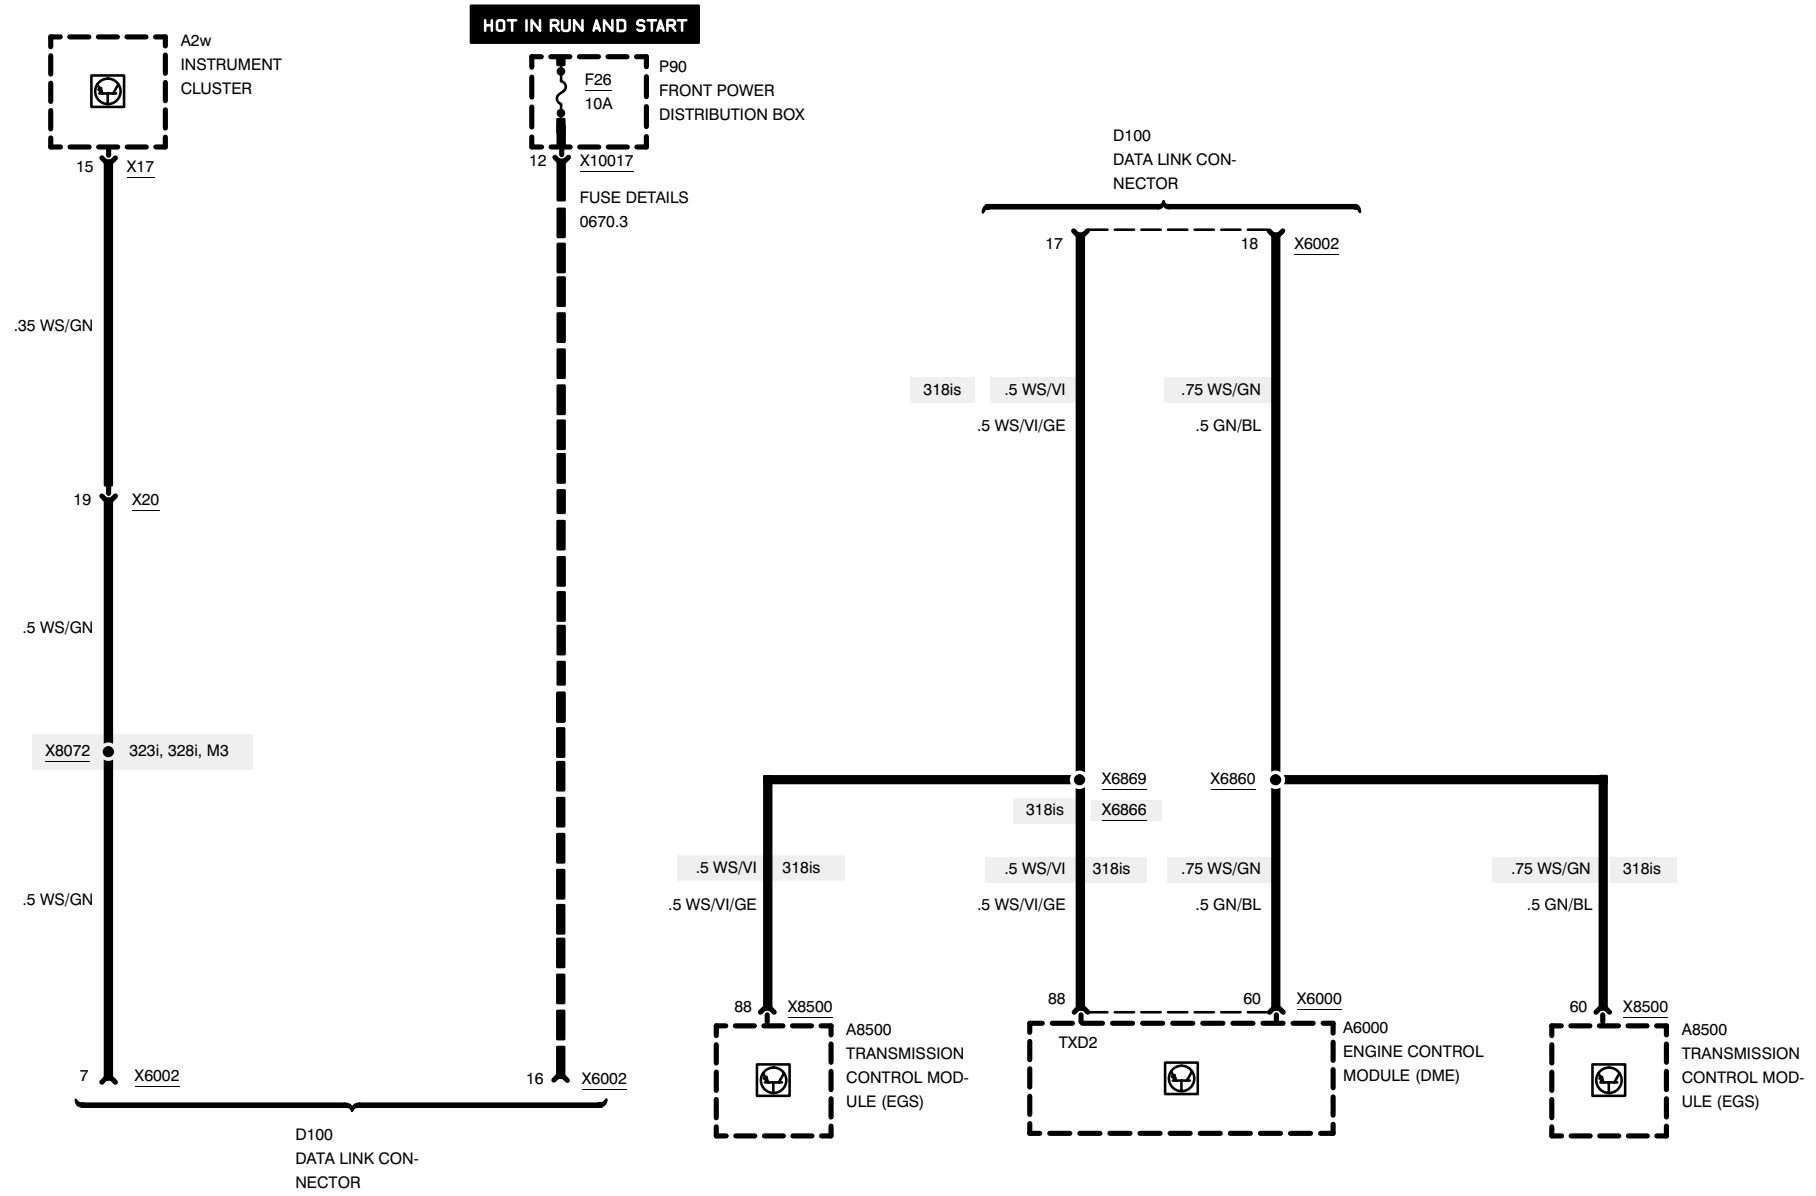 HOT IN RUN AND START
A2w
INSTRUMENT
CLUSTER
15
X17
.35 WS/GN
19
X20
.5 WS/GN
X8072
323i, 328i, M3
.5 WS/GN
7
X6002
F26
10A
P90
FRONT POWER
DISTRIBUTION BOX
12
X10017
FUSE DETAILS
0670.3
16
X6002
D100
DATA LINK CON-
NECTOR
D100
DATA LINK CON-
NECTOR
17
18
X6002
318is
.5 WS/VI
.75 WS/GN
.5 WS/VI/GE
.5 GN/BL
X6869
X6860
318is
X6866
.5 WS/VI
318is
.5 WS/VI
318is
.75 WS/GN
.75 WS/GN
318is
.5 WS/VI/GE
.5 WS/VI/GE
.5 GN/BL
.5 GN/BL
88
X8500
A8500
TRANSMISSION
CONTROL MOD-
ULE (EGS)
88
60
X6000
TXD2
A6000
ENGINE CONTROL
MODULE (DME)
60
X8500
A8500
TRANSMISSION
CONTROL MOD-
ULE (EGS)